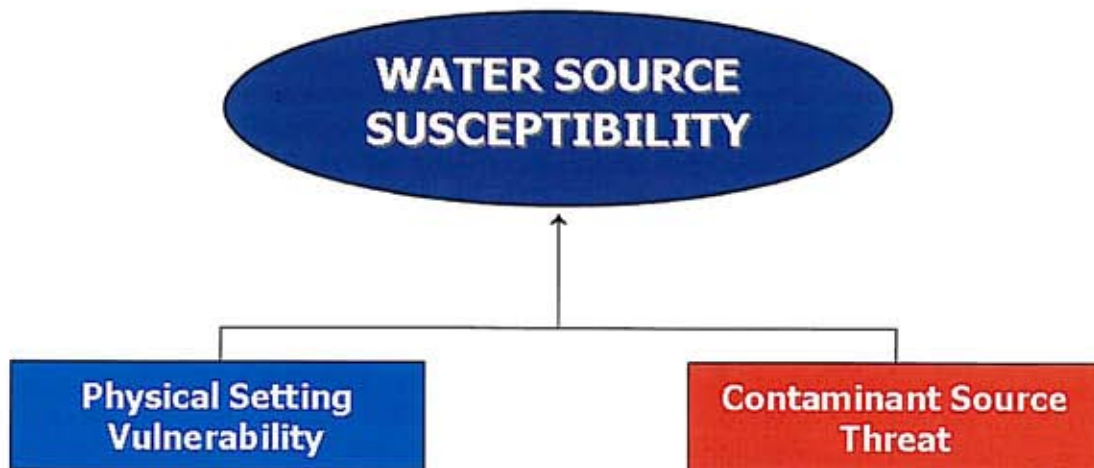 WATER SOURCE
SUSCEPTIBILITY
Physical Setting
Vulnerability
Contaminant Source
Threat